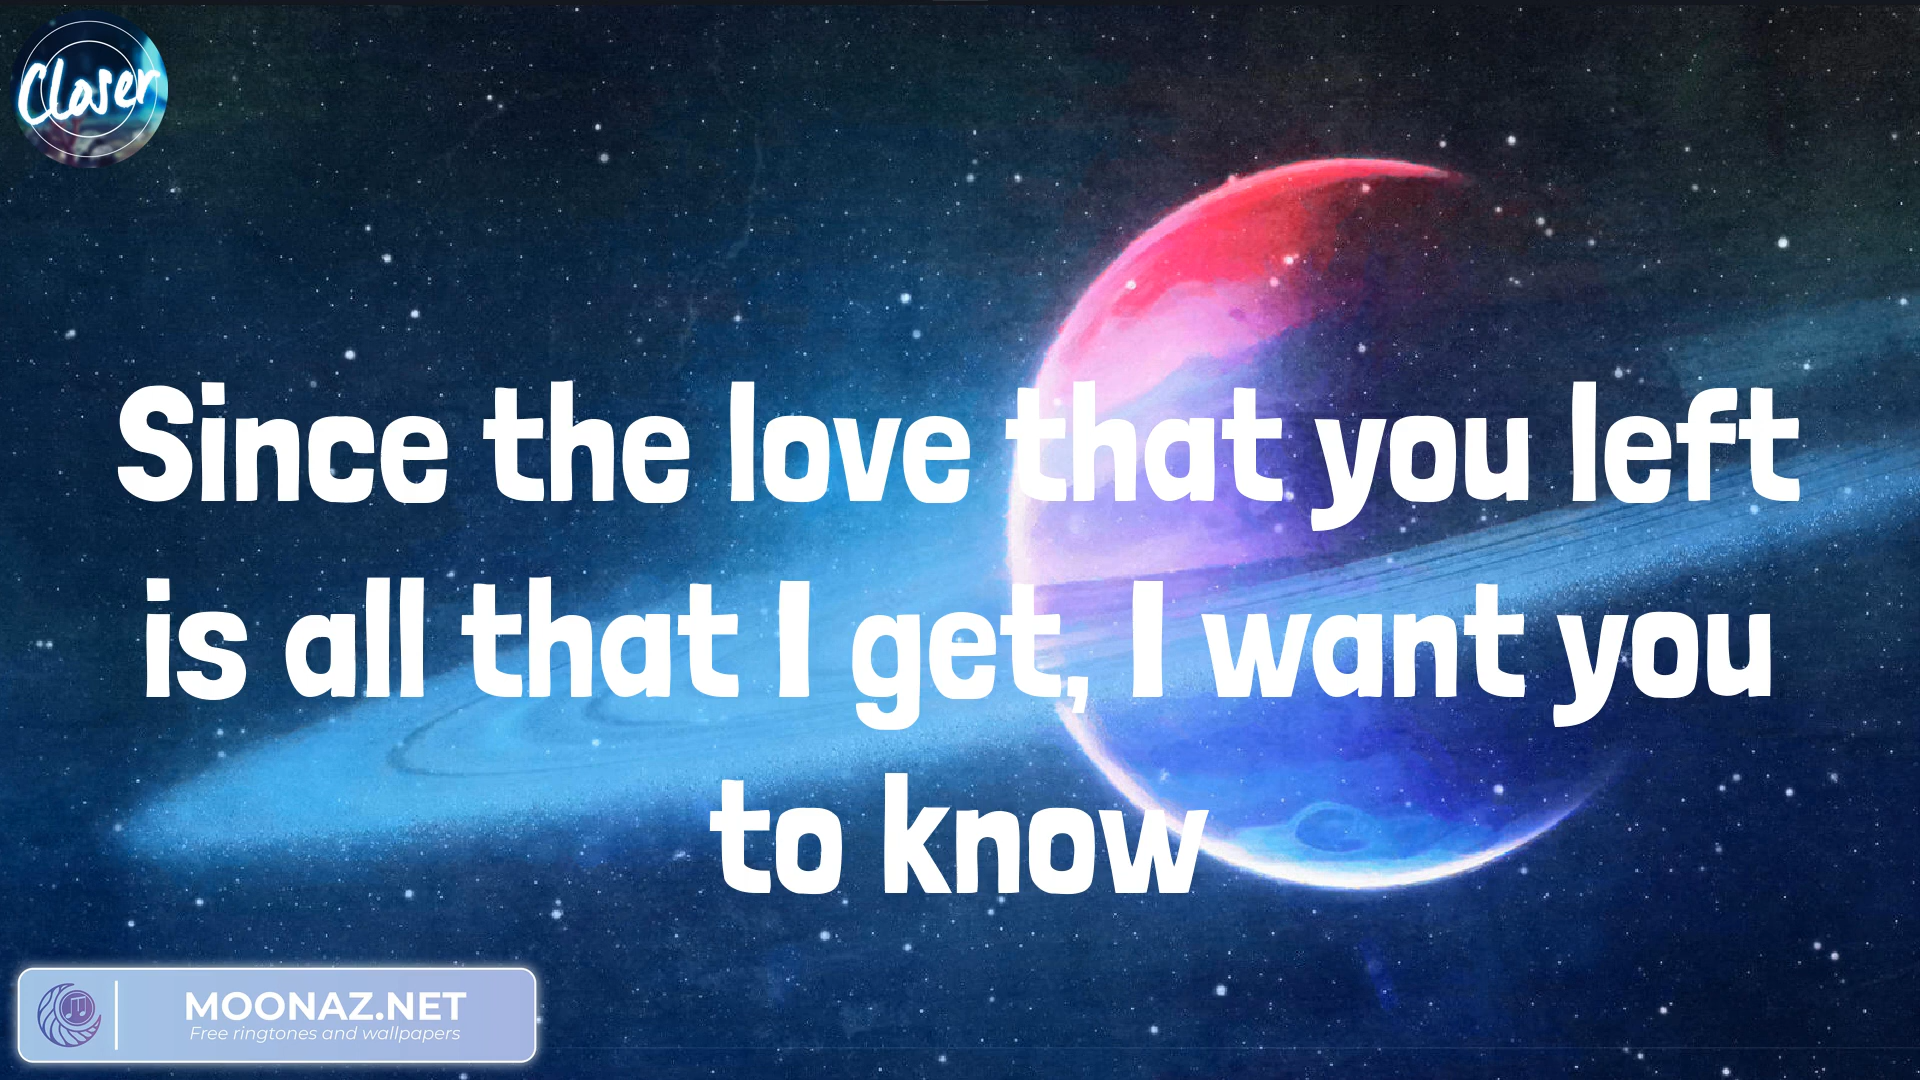 Closer
Since the love that you left
is all that I get, I want you
to know
MOONAZ.NET
Free ringtones and wallpapers